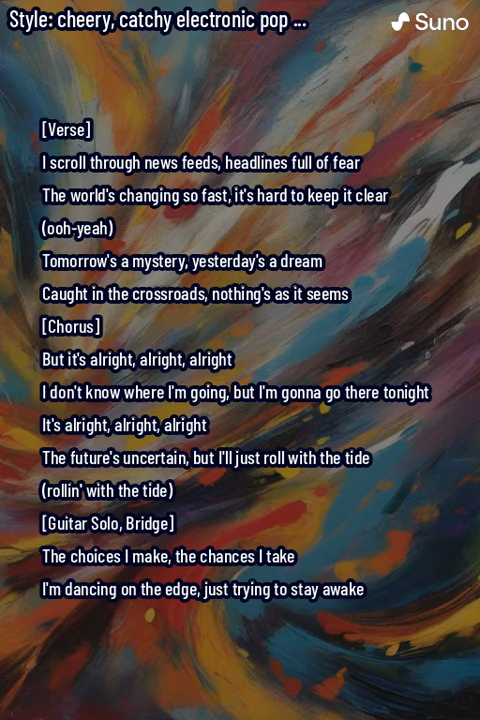 Style: cheery, catchy electronic pop ...
Suno
[Verse]
I scroll through news feeds, headlines full of fear
The world's changing so fast, it's hard to keep it clear
(ooh-yeah)
Tomorrow's a mystery, yesterday's a dream
Caught in the crossroads, nothing's as it seems
[Chorus]
But it's alright, alright, alright
I don't know where I'm going, but I'm gonna go there tonight
It's alright, alright, alright
The future's uncertain, but I'll just roll with the tide
(rollin' with the tide)
[Guitar Solo, Bridge]
The choices I make, the chances I take
I'm dancing on the edge, just trying to stay awake